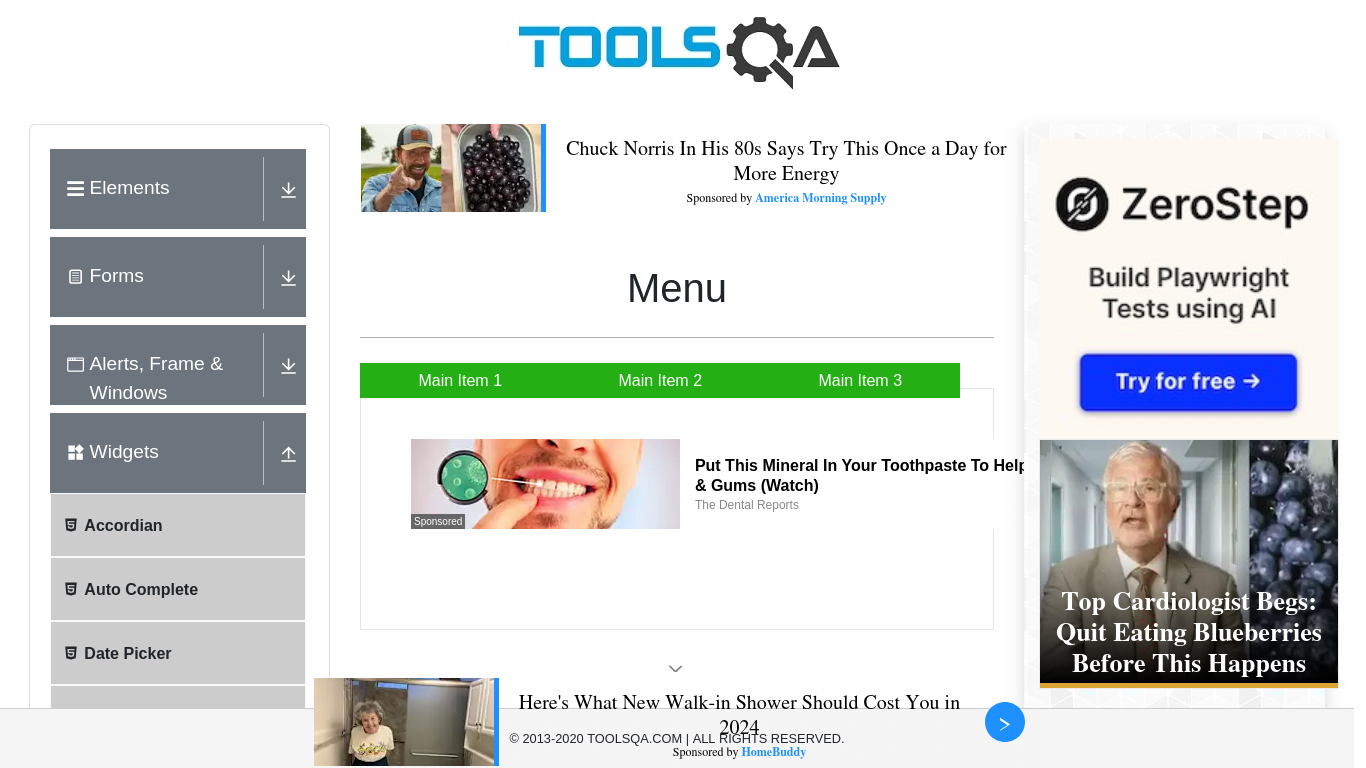 TOOLSQA
Elements
Forms
Alerts, Frame &
Windows
Widgets
Accordian
Auto Complete
Date Picker
Chuck Norris In His 80s Says Try This Once a Day for
More Energy
Sponsored by America Morning Supply
Menu
Main Item 1
Main Item 2
Main Item 3
Sponsored
Put This Mineral In Your Toothpaste To Help
& Gums (Watch)
The Dental Reports
ZeroStep
Build Playwright
Tests using AI
Try for free →
Top Cardiologist Begs:
Quit Eating Blueberries
Before This Happens
Here's What New Walk-in Shower Should Cost You in
2024
© 2013-2020 TOOLSQA.COM | ALL RIGHTS RESERVED.
Sponsored by HomeBuddy